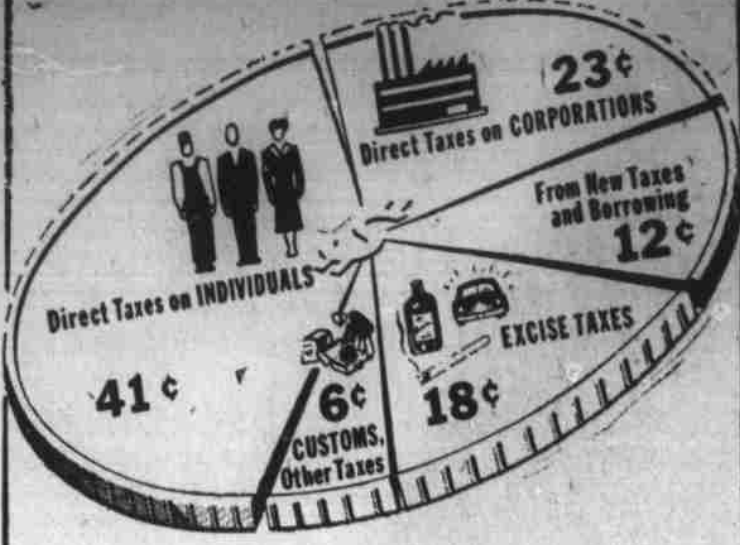 23¢
Direct Taxes on CORPORATIONS
From New Taxes
and Borrowing
12¢
Direct Taxes on INDIVIDUALS
41¢
EXCISE TAXES
18¢
6¢
CUSTOMS,
Other Taxes